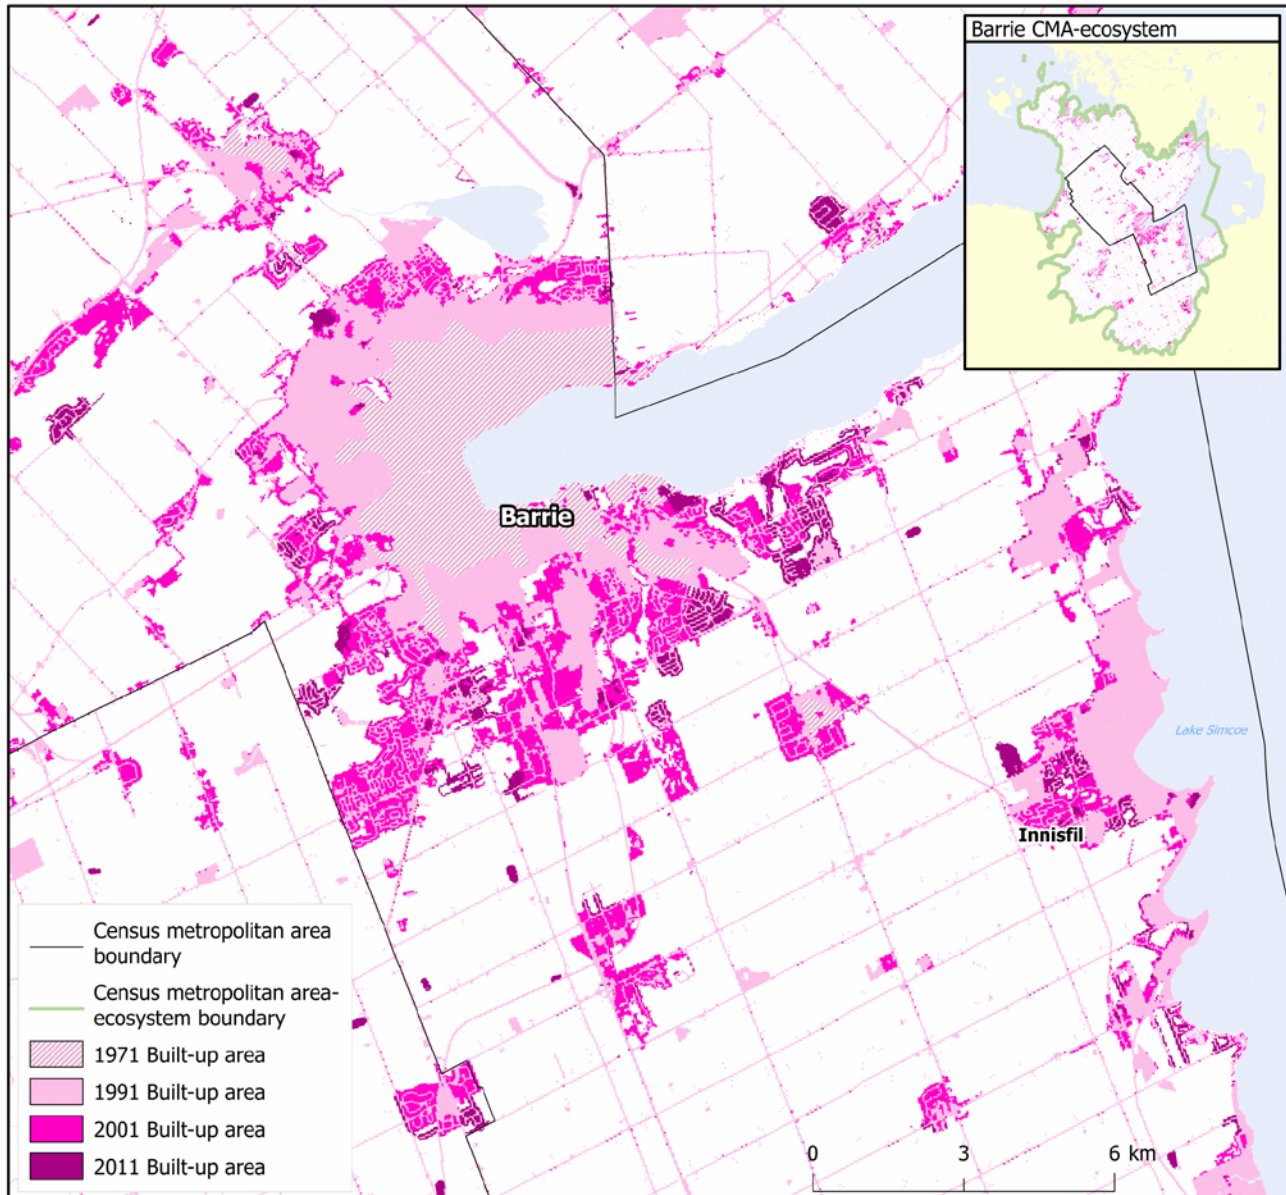 Barrie CMA-ecosystem
Barrie
Lake Simcoe
Innisfil
Census metropolitan area
boundary
Census metropolitan area-
ecosystem boundary
1971 Built-up area
1991 Built-up area
2001 Built-up area
2011 Built-up area
0 3 6 km